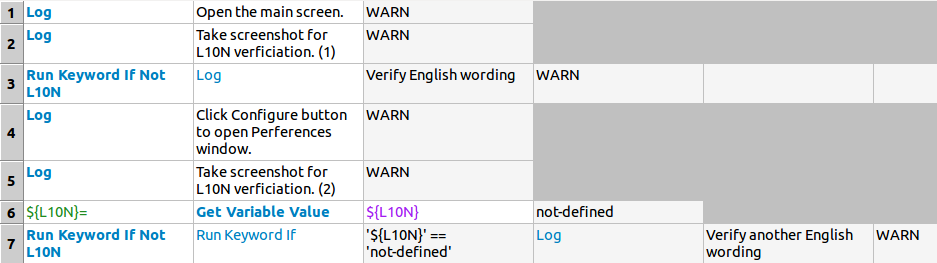 1 Log Open the main screen. WARN
2 Log Take screenshot for WARN
L10N verficiation. (1)
3 Run Keyword If Not Log Verify English wording WARN
L10N
4 Log Click Configure button WARN
to open Perferences
window.
5 Log Take screenshot for WARN
L10N verficiation. (2)
6 ${L10N}= Get Variable Value ${L10N} not-defined
7 Run Keyword If Not Run Keyword If '${L10N}' == Log Verify another English WARN
L10N 'not-defined' wording